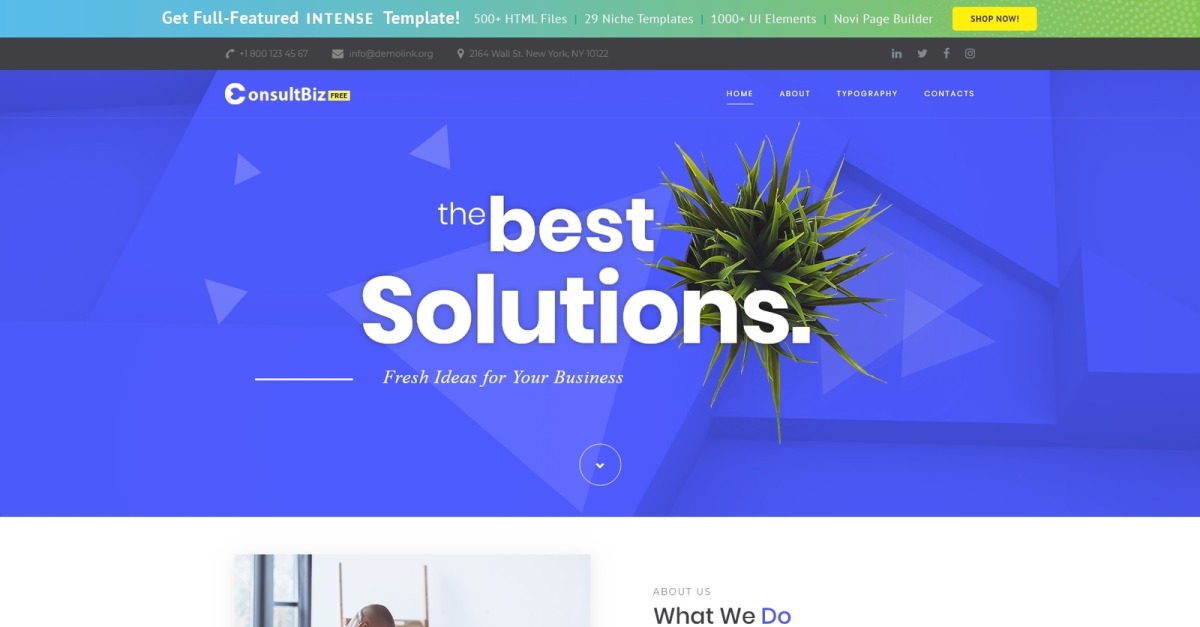 Get Full-Featured INTENSE Template! 500+ HTML Files | 29 Niche Templates | 1000+ UI Elements | Novi Page Builder SHOP NOW!
+1 800 123 45 67 info@demolink.org 2164 Wall St. New York, NY 10122
ConsultBiz FREE HOME ABOUT TYPOGRAPHY CONTACTS
the best
Solutions.
Fresh Ideas for Your Business
ABOUT US
What We Do